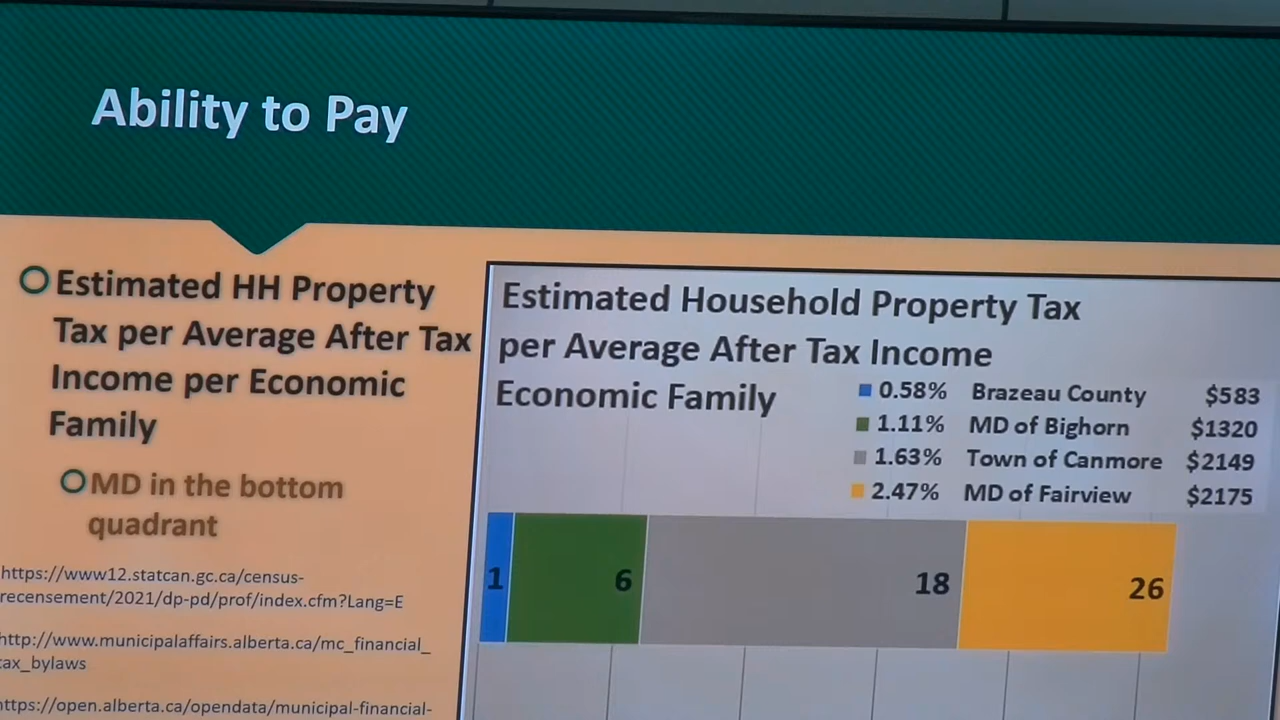 Ability to Pay
Estimated HH Property
Tax per Average After Tax
Income per Economic
Family
MD in the bottom
quadrant
https://www12.statcan.gc.ca/census-
recensement/2021/dp-pd/prof/index.cfm?Lang=E
http://www.municipalaffairs.alberta.ca/mc_financial_
tax_bylaws
https://open.alberta.ca/opendata/municipal-financial-
Estimated Household Property Tax
per Average After Tax Income
Economic Family
0.58% Brazeau County $583
1.11% MD of Bighorn $1320
1.63% Town of Canmore $2149
2.47% MD of Fairview $2175
1 6 18 26